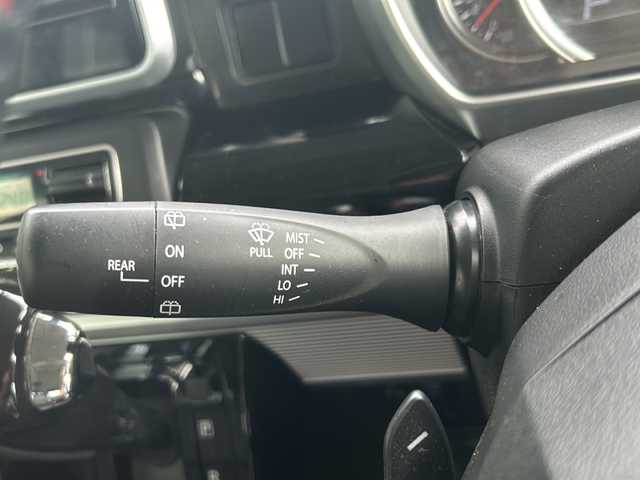 REAR
ON
OFF
PULL
MIST
OFF
INT
LO
HI